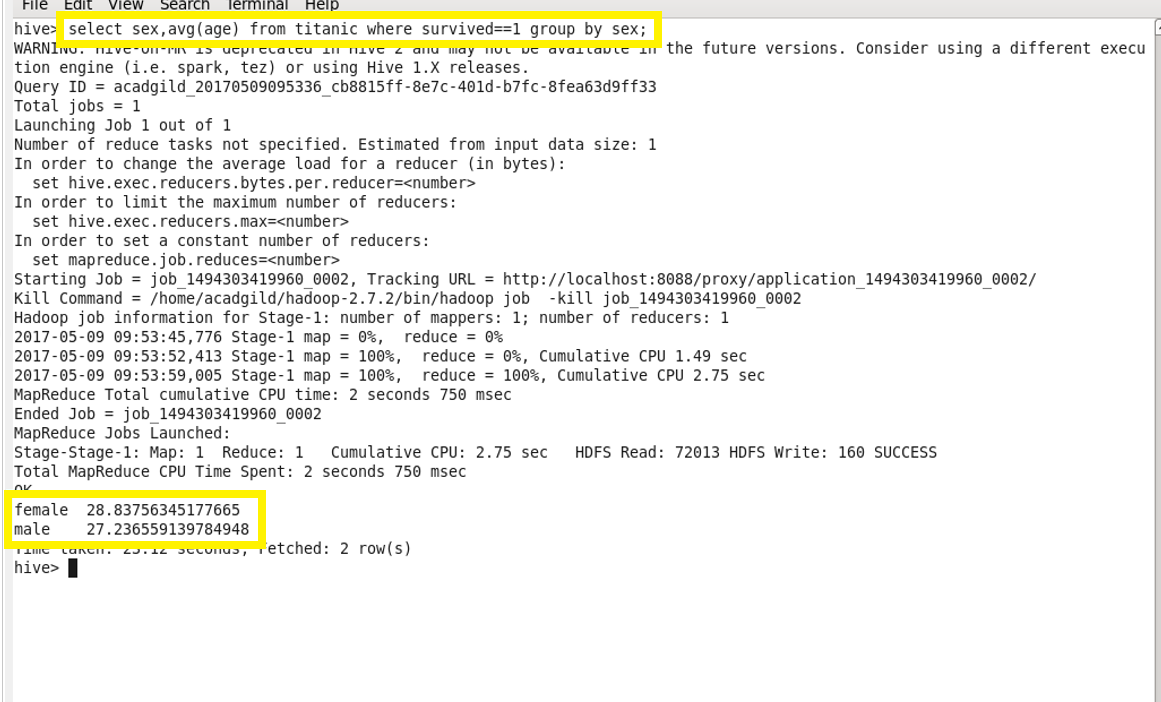 File Edit View Search Terminal Help
hive> select sex,avg(age) from titanic where survived==1 group by sex;
WARNING: Hive-on-MR is deprecated in Hive 2 and may not be available in the future versions. Consider using a different execu
tion engine (i.e. spark, tez) or using Hive 1.X releases.
Query ID = acadgild_20170509095336_cb8815ff-8e7c-401d-b7fc-8fea63d9ff33
Total jobs = 1
Launching Job 1 out of 1
Number of reduce tasks not specified. Estimated from input data size: 1
In order to change the average load for a reducer (in bytes):
  set hive.exec.reducers.bytes.per.reducer=<number>
In order to limit the maximum number of reducers:
  set hive.exec.reducers.max=<number>
In order to set a constant number of reducers:
  set mapreduce.job.reduces=<number>
Starting Job = job_1494303419960_0002, Tracking URL = http://localhost:8088/proxy/application_1494303419960_0002/
Kill Command = /home/acadgild/hadoop-2.7.2/bin/hadoop job  -kill job_1494303419960_0002
Hadoop job information for Stage-1: number of mappers: 1; number of reducers: 1
2017-05-09 09:53:45,776 Stage-1 map = 0%,  reduce = 0%
2017-05-09 09:53:52,413 Stage-1 map = 100%,  reduce = 0%, Cumulative CPU 1.49 sec
2017-05-09 09:53:59,005 Stage-1 map = 100%,  reduce = 100%, Cumulative CPU 2.75 sec
MapReduce Total cumulative CPU time: 2 seconds 750 msec
Ended Job = job_1494303419960_0002
MapReduce Jobs Launched:
Stage-Stage-1: Map: 1  Reduce: 1   Cumulative CPU: 2.75 sec   HDFS Read: 72013 HDFS Write: 160 SUCCESS
Total MapReduce CPU Time Spent: 2 seconds 750 msec
OK
female  28.83756345177665
male    27.236559139784948
Time taken: 23.12 seconds, Fetched: 2 row(s)
hive>